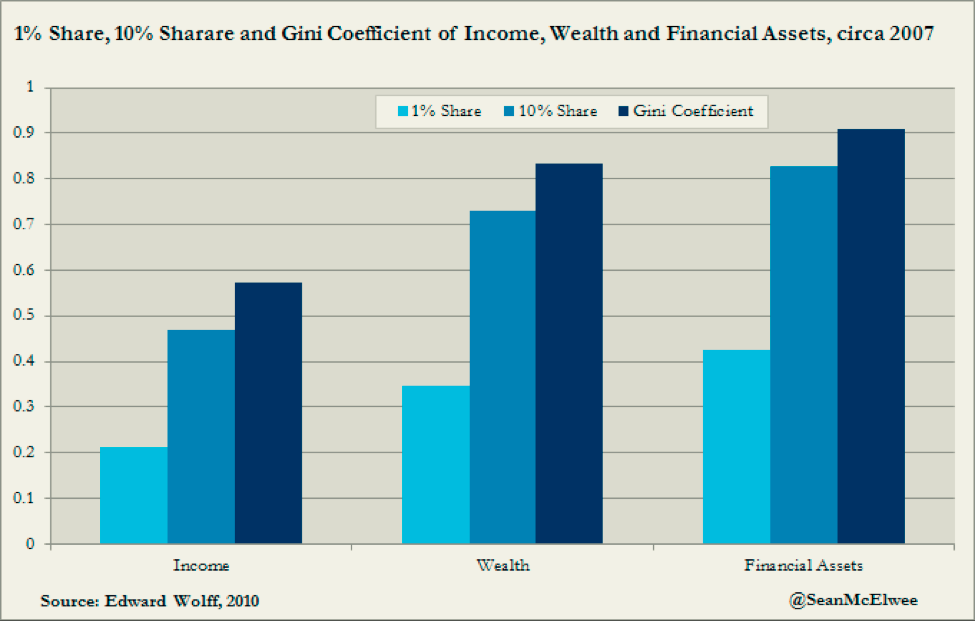 1% Share, 10% Sharare and Gini Coefficient of Income, Wealth and Financial Assets, circa 2007
1% Share 10% Share Gini Coefficient
1
0.9
0.8
0.7
0.6
0.5
0.4
0.3
0.2
0.1
0
Income Wealth Financial Assets
Source: Edward Wolff, 2010 @SeanMcElwee